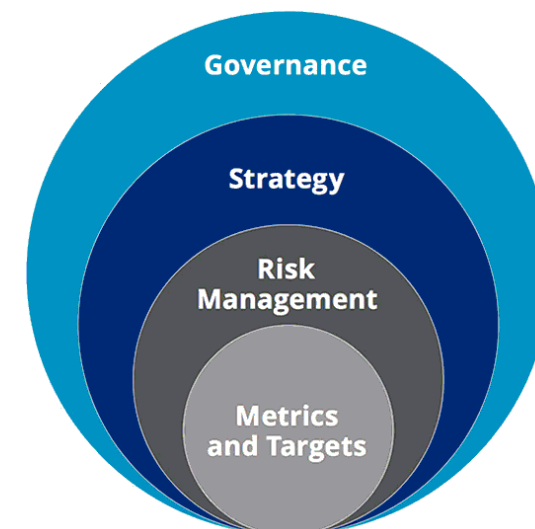 Governance
Strategy
Risk
Management
Metrics
and Targets